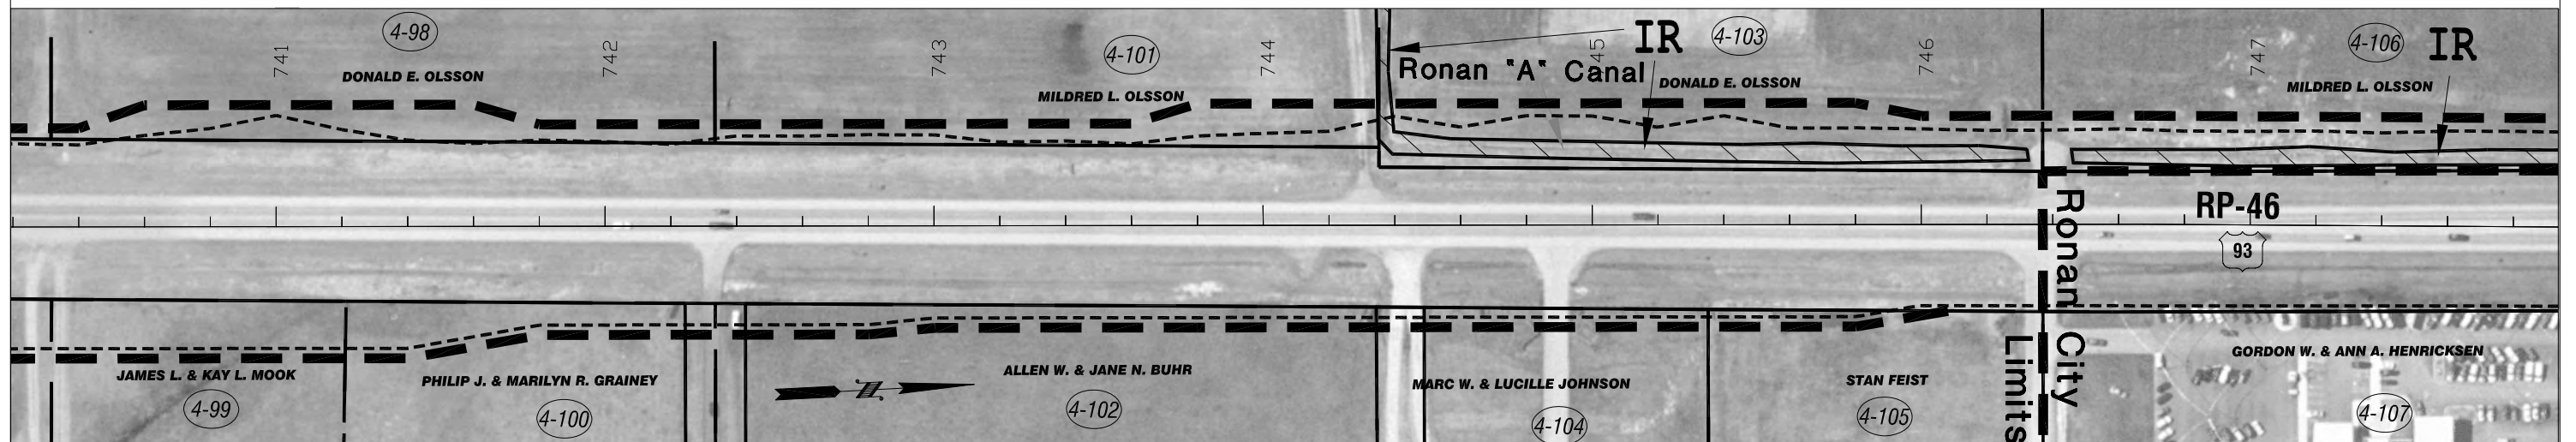 4-98
741
742
743
4-101
744
IR
4-103
45
746
747
4-106
IR
DONALD E. OLSSON
MILDRED L. OLSSON
Ronan "A" Canal
DONALD E. OLSSON
MILDRED L. OLSSON
RP-46
93
Ronan City
Limits
JAMES L. & KAY L. MOOK
4-99
PHILIP J. & MARILYN R. GRAINEY
4-100
ALLEN W. & JANE N. BUHR
4-102
MARC W. & LUCILLE JOHNSON
4-104
STAN FEIST
4-105
GORDON W. & ANN A. HENRICKSEN
4-107